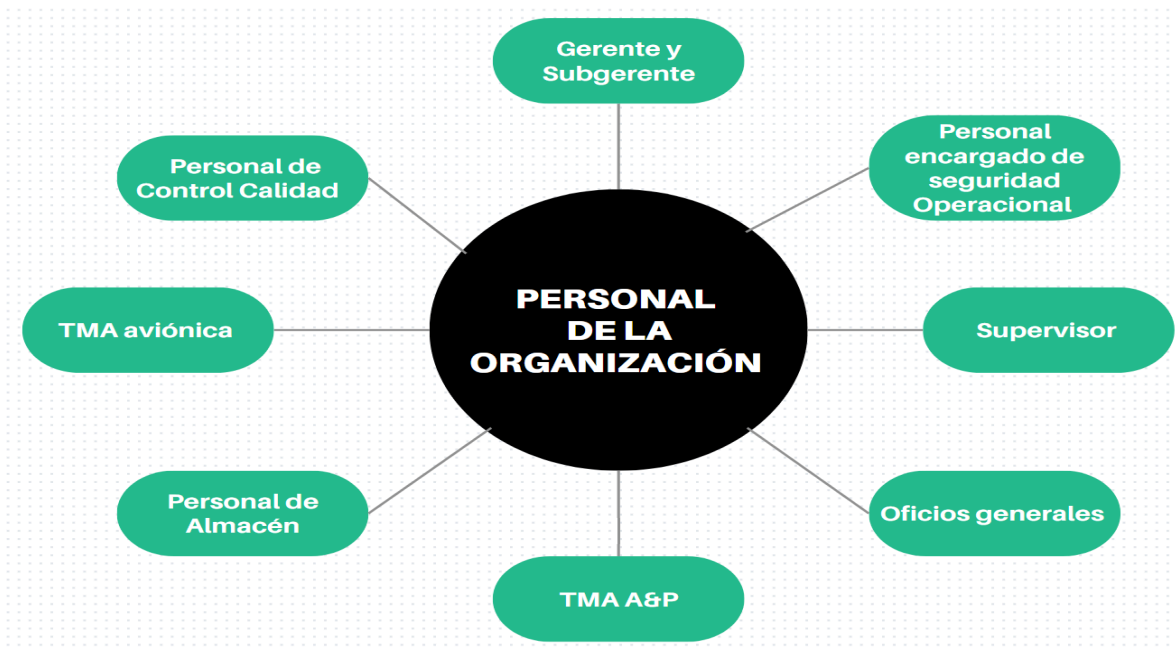 Gerente y
Subgerente
Personal
encargado de
seguridad
Operacional
Personal de
Control Calidad
PERSONAL
DE LA
ORGANIZACIÓN
TMA aviónica
Supervisor
Personal de
Almacén
Oficios generales
TMA A&P